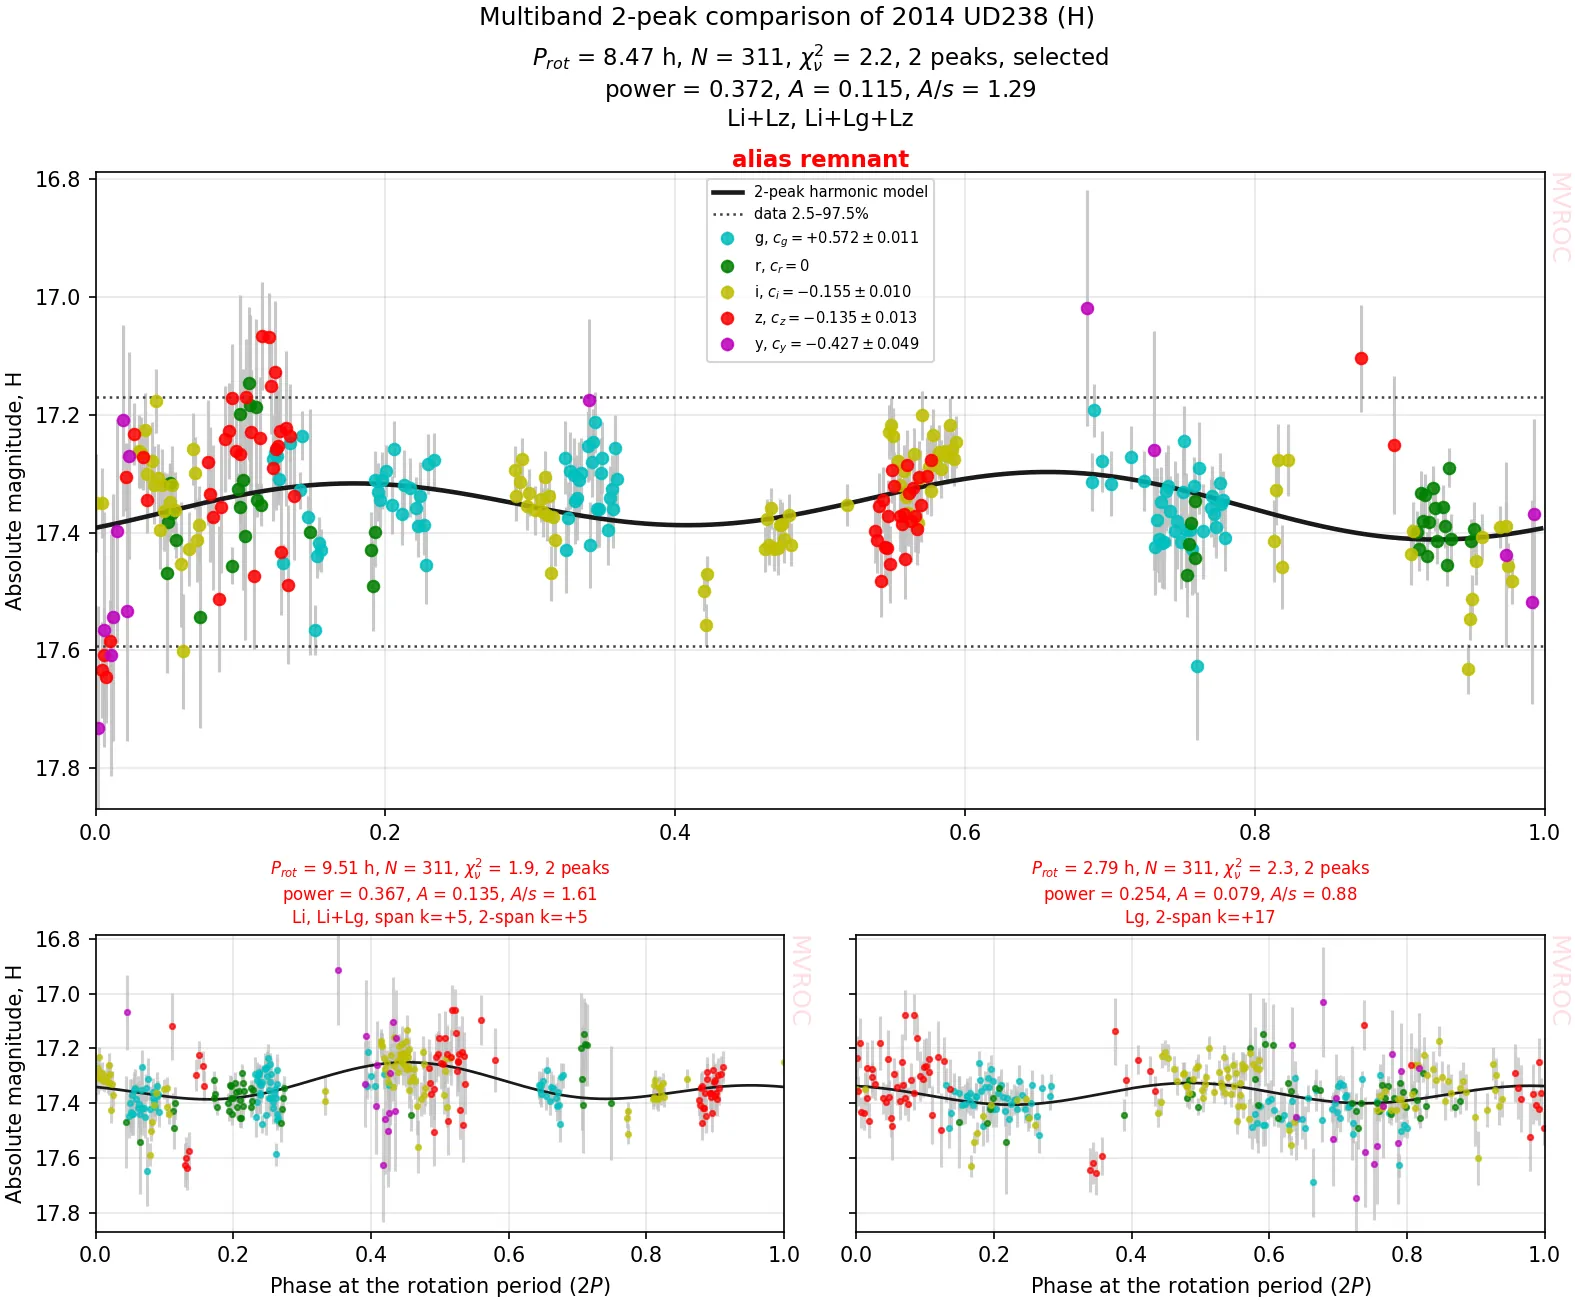 Multiband 2-peak comparison of 2014 UD238 (H)
P_rot = 8.47 h, N = 311, χ²_ν = 2.2, 2 peaks, selected
power = 0.372, A = 0.115, A/s = 1.29
Li+Lz, Li+Lg+Lz
alias remnant
MVROC
2-peak harmonic model
data 2.5–97.5%
g, c_g = +0.572 ± 0.011
r, c_r = 0
i, c_i = −0.155 ± 0.010
z, c_z = −0.135 ± 0.013
y, c_y = −0.427 ± 0.049
Absolute magnitude, H
16.8
17.0
17.2
17.4
17.6
17.8
0.0 0.2 0.4 0.6 0.8 1.0
P_rot = 9.51 h, N = 311, χ²_ν = 1.9, 2 peaks
power = 0.367, A = 0.135, A/s = 1.61
Li, Li+Lg, span k=+5, 2-span k=+5
MVROC
Absolute magnitude, H
16.8
17.0
17.2
17.4
17.6
17.8
0.0 0.2 0.4 0.6 0.8 1.0
Phase at the rotation period (2P)
P_rot = 2.79 h, N = 311, χ²_ν = 2.3, 2 peaks
power = 0.254, A = 0.079, A/s = 0.88
Lg, 2-span k=+17
MVROC
0.0 0.2 0.4 0.6 0.8 1.0
Phase at the rotation period (2P)